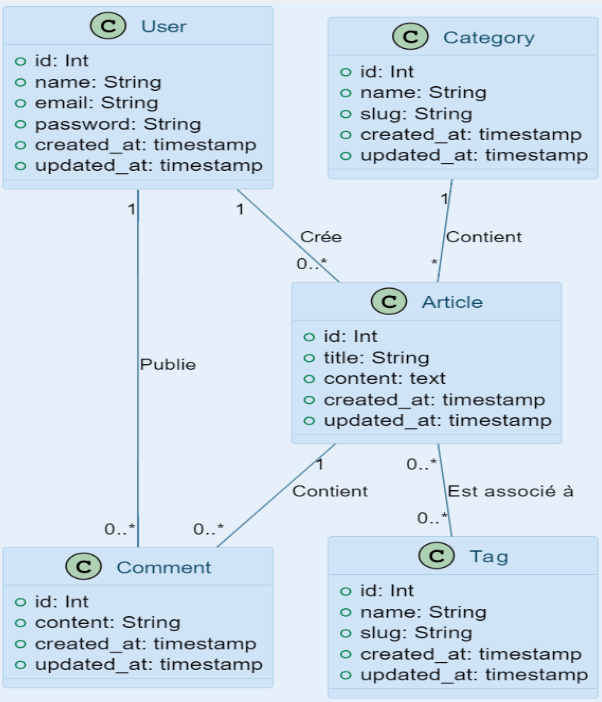 C User
id: Int
name: String
email: String
password: String
created_at: timestamp
updated_at: timestamp
C Category
id: Int
name: String
slug: String
created_at: timestamp
updated_at: timestamp
1
1
Crée
0..*
1
Contient
*
C Article
id: Int
title: String
content: text
created_at: timestamp
updated_at: timestamp
Publie
0..*
1
Contient
0..*
0..*
Est associé à
0..*
C Comment
id: Int
content: String
created_at: timestamp
updated_at: timestamp
C Tag
id: Int
name: String
slug: String
created_at: timestamp
updated_at: timestamp